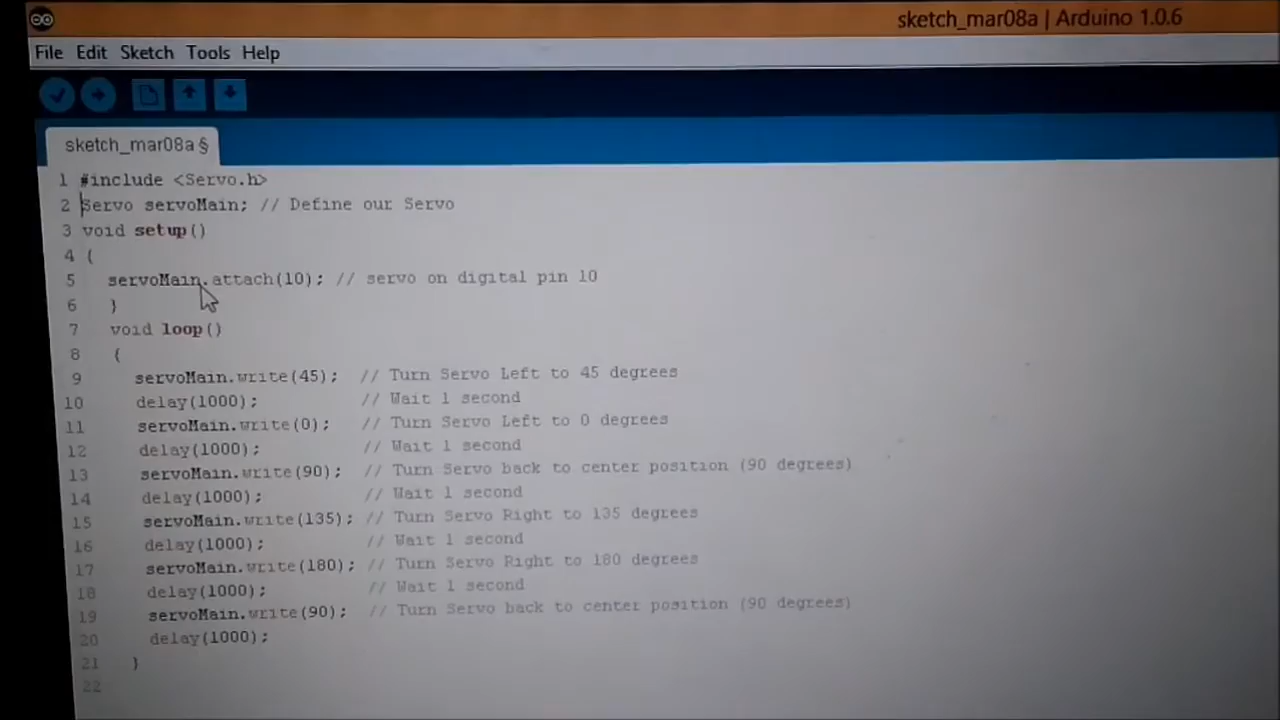 sketch_mar08a | Arduino 1.0.6
File Edit Sketch Tools Help
sketch_mar08a §
1 #include <Servo.h>
2 Servo servoMain; // Define our Servo
3 void setup()
4 {
5 servoMain.attach(10); // servo on digital pin 10
6 }
7 void loop()
8 {
9 servoMain.write(45); // Turn Servo Left to 45 degrees
10 delay(1000); // Wait 1 second
11 servoMain.write(0); // Turn Servo Left to 0 degrees
12 delay(1000); // Wait 1 second
13 servoMain.write(90); // Turn Servo back to center position (90 degrees)
14 delay(1000); // Wait 1 second
15 servoMain.write(135); // Turn Servo Right to 135 degrees
16 delay(1000); // Wait 1 second
17 servoMain.write(180); // Turn Servo Right to 180 degrees
18 delay(1000); // Wait 1 second
19 servoMain.write(90); // Turn Servo back to center position (90 degrees)
20 delay(1000);
21 }
22